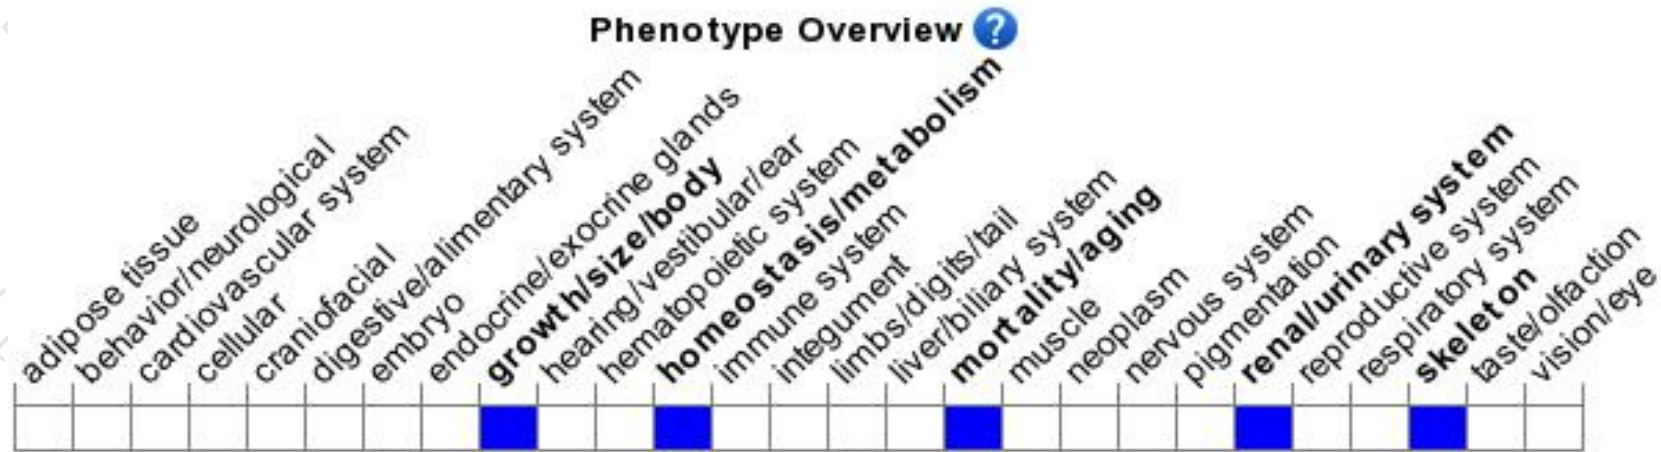 Phenotype Overview ?
adipose tissue
behavior/neurological
cardiovascular system
cellular
craniofacial
digestive/alimentary system
embryo
endocrine/exocrine glands
growth/size/body
hearing/vestibular/ear
hematopoietic system
homeostasis/metabolism
immune system
integument
limbs/digits/tail
liver/biliary system
mortality/aging
muscle
neoplasm
nervous system
pigmentation
renal/urinary system
reproductive system
respiratory system
skeleton
taste/olfaction
vision/eye